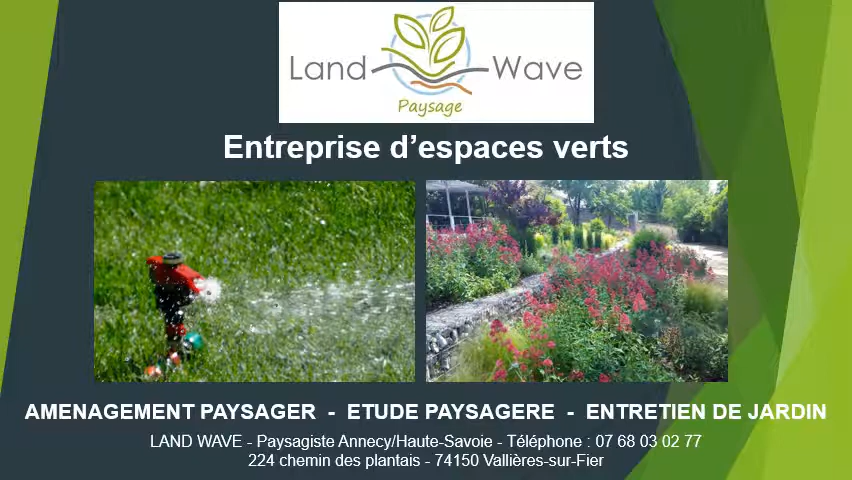 Land Wave
Paysage
Entreprise d’espaces verts
AMENAGEMENT PAYSAGER - ETUDE PAYSAGERE - ENTRETIEN DE JARDIN
LAND WAVE - Paysagiste Annecy/Haute-Savoie - Téléphone : 07 68 03 02 77
224 chemin des plantais - 74150 Vallières-sur-Fier